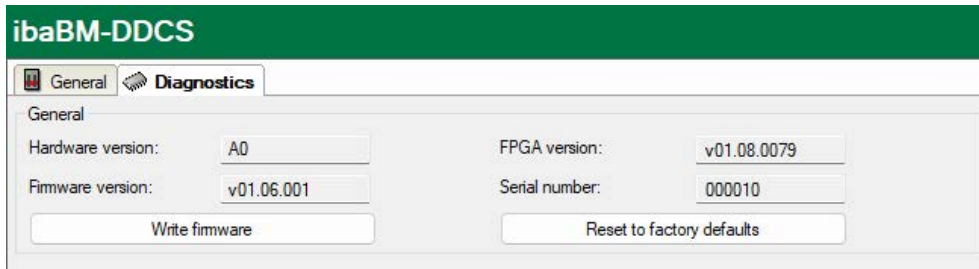 ibaBM-DDCS
General Diagnostics
General
Hardware version: A0 FPGA version: v01.08.0079
Firmware version: v01.06.001 Serial number: 000010
Write firmware Reset to factory defaults